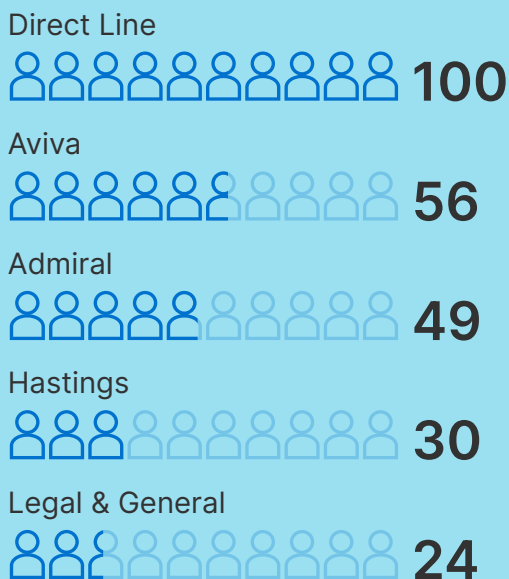 Direct Line
100
Aviva
56
Admiral
49
Hastings
30
Legal & General
24